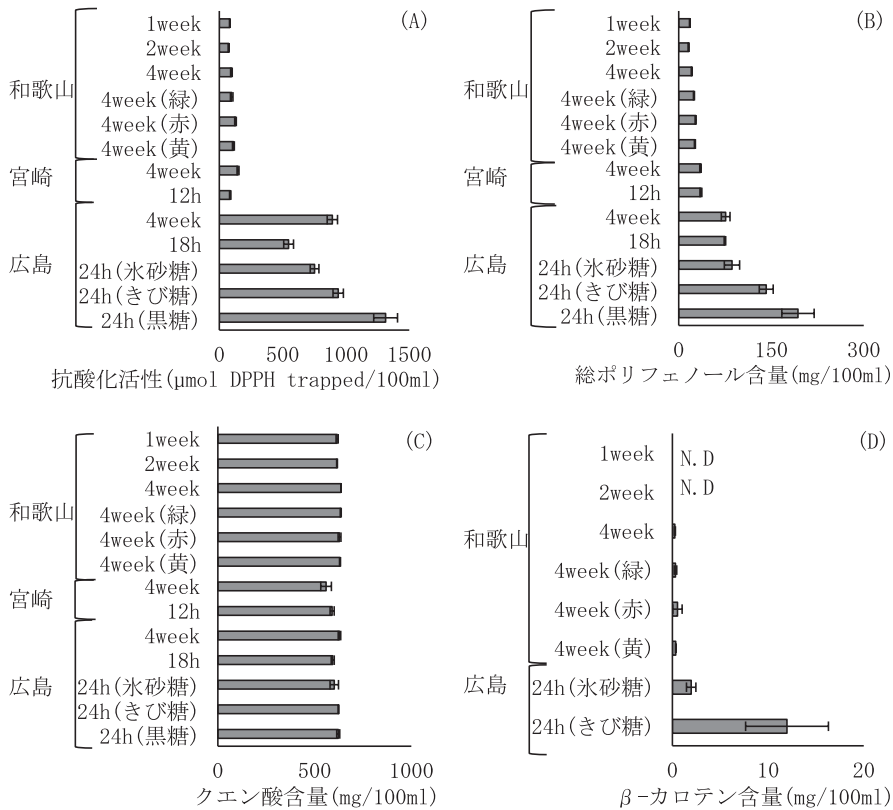 (A)
1week
2week
4week
和歌山
4week(緑)
4week(赤)
4week(黄)
宮崎
4week
12h
4week
18h
広島
24h(氷砂糖)
24h(きび糖)
24h(黒糖)
0 500 1000 1500
抗酸化活性(μmol DPPH trapped/100ml)
(B)
1week
2week
4week
和歌山
4week(緑)
4week(赤)
4week(黄)
宮崎
4week
12h
4week
18h
広島
24h(氷砂糖)
24h(きび糖)
24h(黒糖)
0 150 300
総ポリフェノール含量(mg/100ml)
(C)
1week
2week
4week
和歌山
4week(緑)
4week(赤)
4week(黄)
宮崎
4week
12h
4week
18h
広島
24h(氷砂糖)
24h(きび糖)
24h(黒糖)
0 500 1000
クエン酸含量(mg/100ml)
(D)
1week N.D
2week N.D
4week
和歌山
4week(緑)
4week(赤)
4week(黄)
広島
24h(氷砂糖)
24h(きび糖)
0 10 20
β-カロテン含量(mg/100ml)